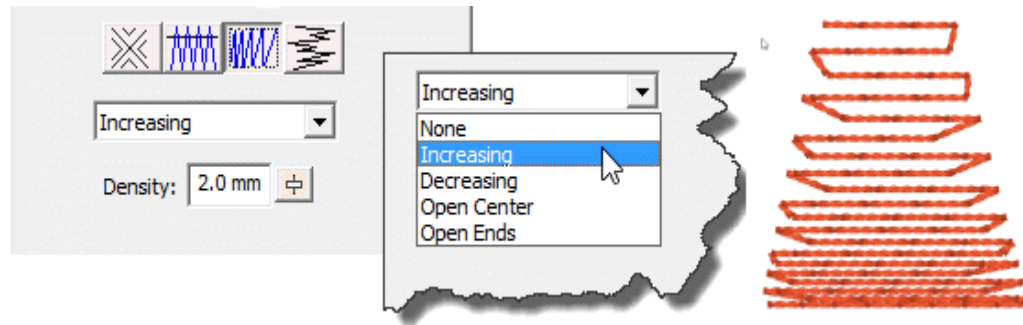 Increasing
Density: 2.0 mm
Increasing
None
Increasing
Decreasing
Open Center
Open Ends